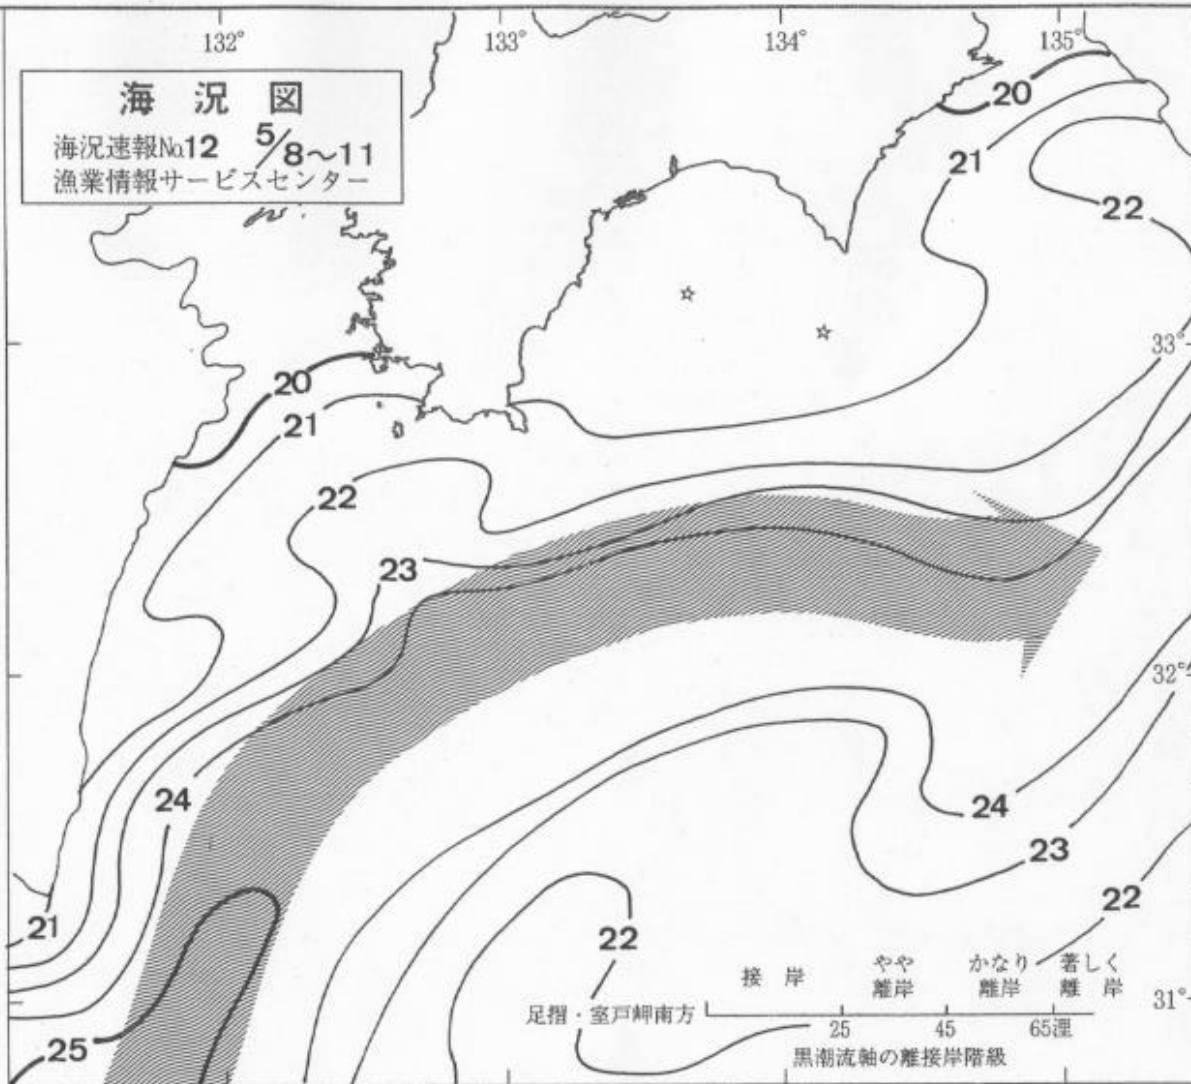 132°
133°
134°
135°
海況図
海況速報№12 5/8～11
漁業情報サービスセンター
20
21
22
33°
20
21
22
23
32°
24
24
23
22
21
22
接岸
やや離岸
かなり離岸
著しく離岸
31°
足摺・室戸岬南方
25
45
65浬
25
黒潮流軸の離接岸階級